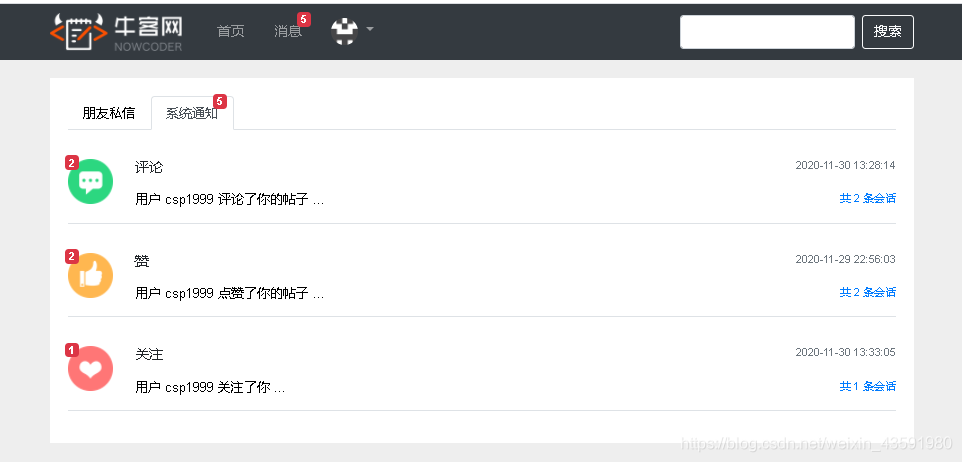 牛客网
NOWCODER
首页 消息 5 搜索
朋友私信 系统通知 5
2 评论 2020-11-30 13:28:14
用户 csp1999 评论了你的帖子 ... 共 2 条会话
2 赞 2020-11-29 22:56:03
用户 csp1999 点赞了你的帖子 ... 共 2 条会话
1 关注 2020-11-30 13:33:05
用户 csp1999 关注了你 ... 共 1 条会话
https://blog.csdn.net/weixin_43591980